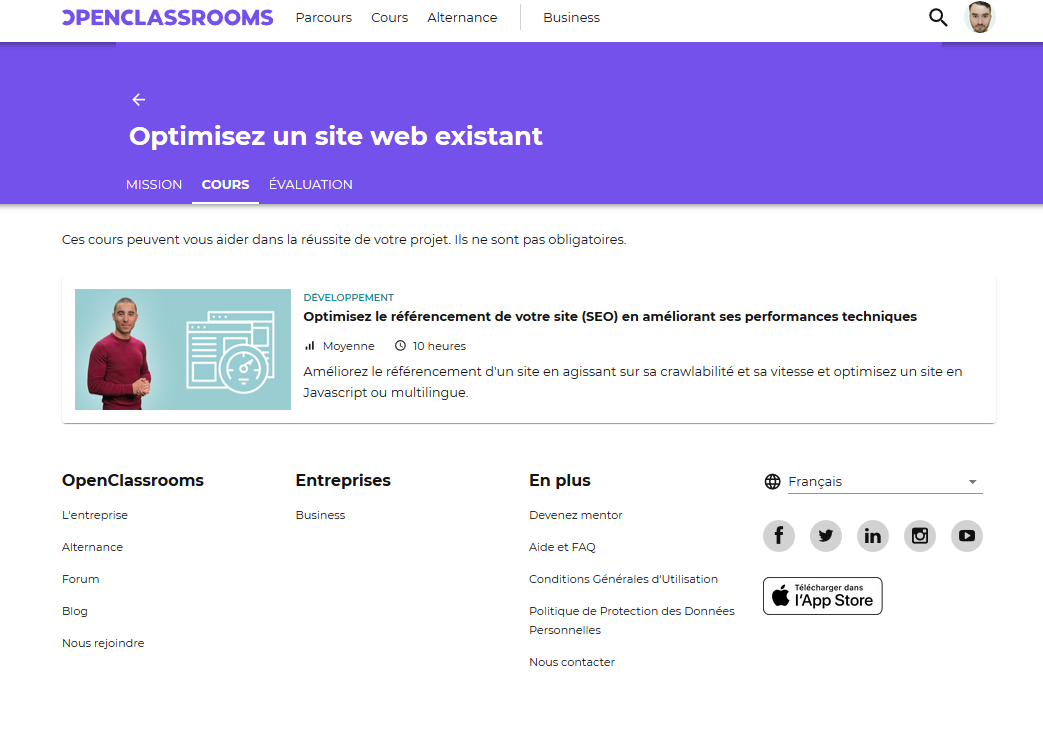 OPENCLASSROOMS Parcours Cours Alternance Business
Optimisez un site web existant
MISSION COURS ÉVALUATION
Ces cours peuvent vous aider dans la réussite de votre projet. Ils ne sont pas obligatoires.
DÉVELOPPEMENT
Optimisez le référencement de votre site (SEO) en améliorant ses performances techniques
Moyenne 10 heures
Améliorez le référencement d'un site en agissant sur sa crawlabilité et sa vitesse et optimisez un site en
Javascript ou multilingue.
OpenClassrooms
L'entreprise
Alternance
Forum
Blog
Nous rejoindre
Entreprises
Business
En plus
Devenez mentor
Aide et FAQ
Conditions Générales d'Utilisation
Politique de Protection des Données
Personnelles
Nous contacter
Français
Télécharger dans
l'App Store